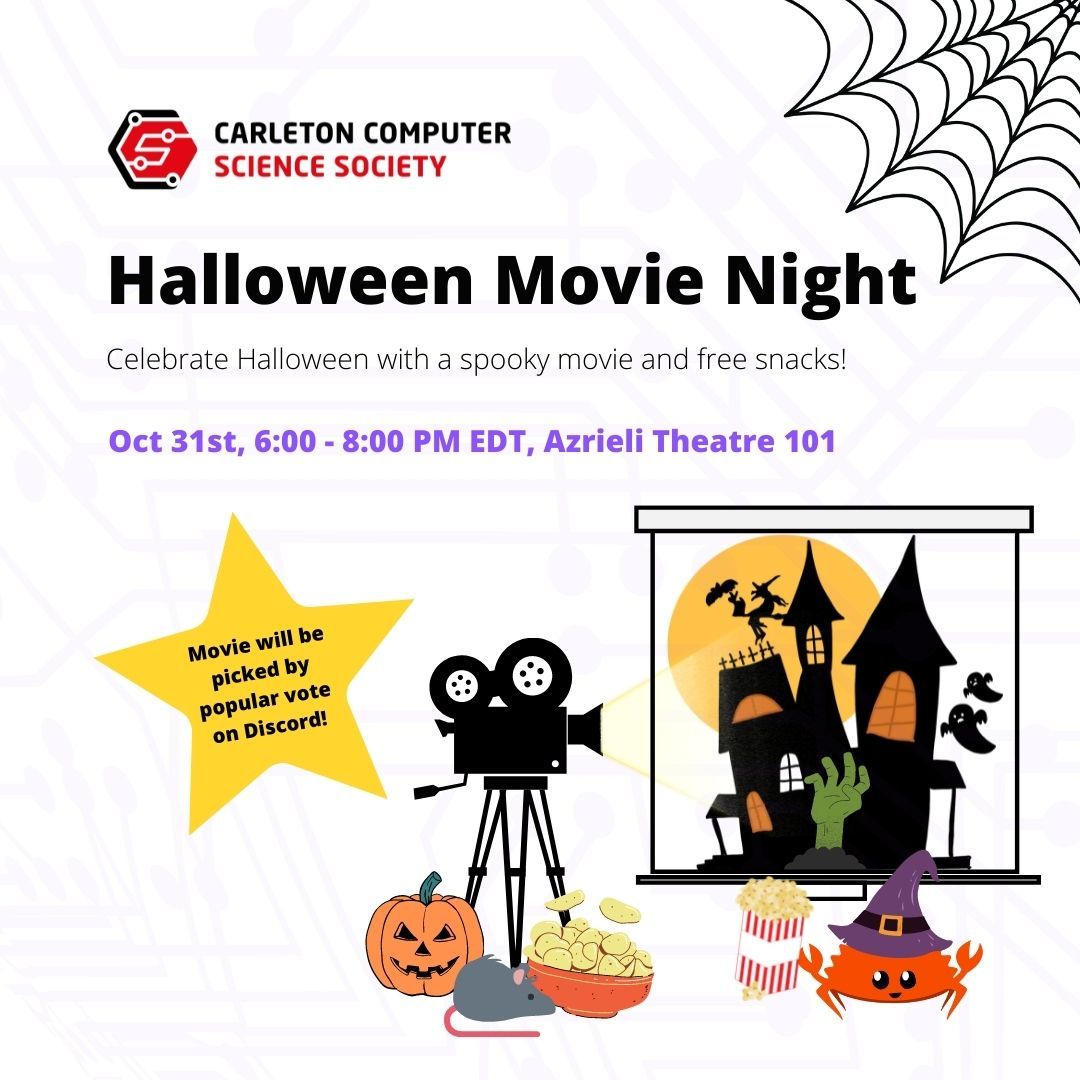 CARLETON COMPUTER
SCIENCE SOCIETY
Halloween Movie Night
Celebrate Halloween with a spooky movie and free snacks!
Oct 31st, 6:00 - 8:00 PM EDT, Azrieli Theatre 101
Movie will be
picked by
popular vote
on Discord!